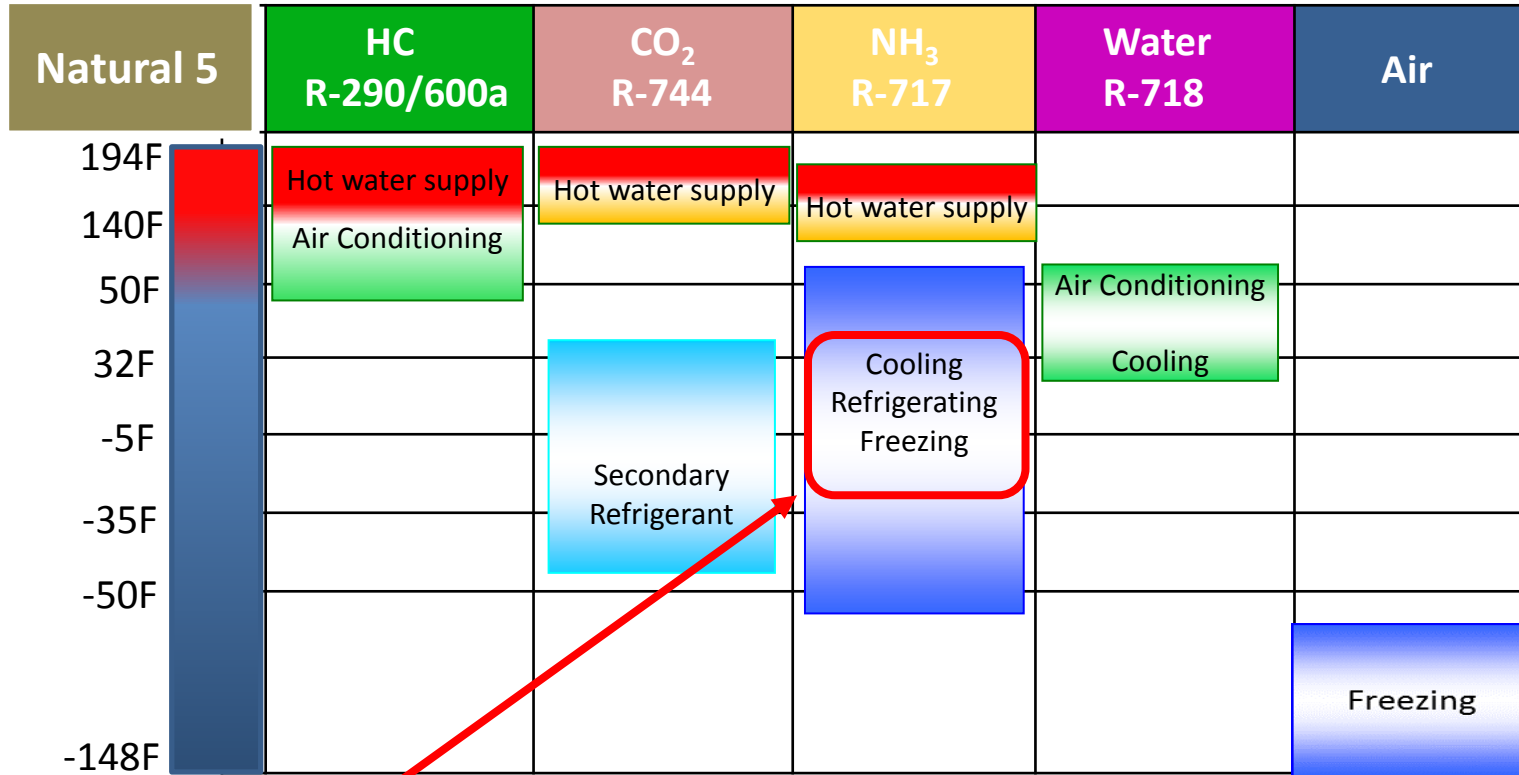 Natural 5
HC
R-290/600a
CO₂
R-744
NH₃
R-717
Water
R-718
Air
194F
140F
50F
32F
-5F
-35F
-50F
-148F
Hot water supply
Air Conditioning
Hot water supply
Secondary
Refrigerant
Hot water supply
Cooling
Refrigerating
Freezing
Air Conditioning
Cooling
Freezing